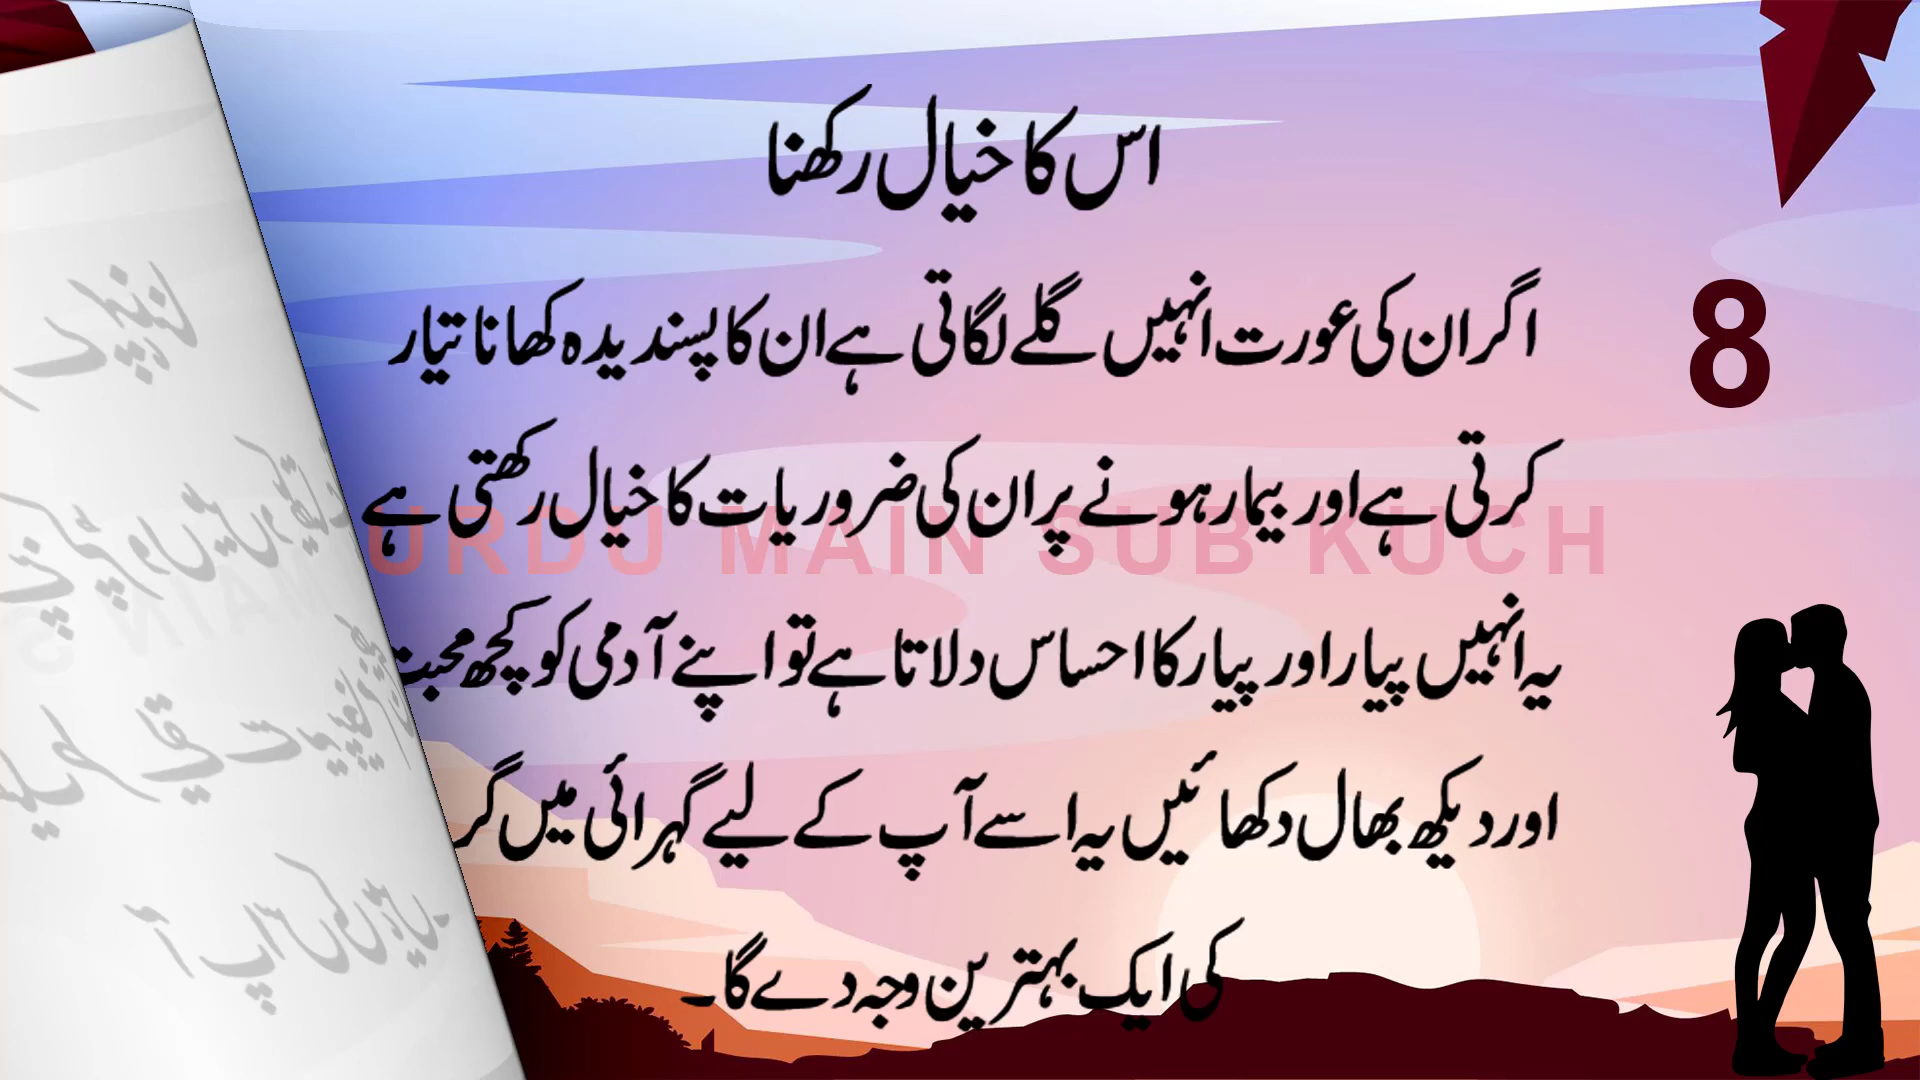 اس کا خیال رکھنا
اگر ان کی عورت انہیں گلے لگاتی ہے ان کا پسندیدہ کھانا تیار
8
کرتی ہے اور بیمار ہونے پر ان کی ضروریات کا خیال رکھتی ہے
URDU MAIN SUB KUCH
یہ انہیں پیار اور پیار کا احساس دلاتا ہے تو اپنے آدمی کو کچھ محبت
اور دیکھ بھال دکھائیں یہ اسے آپ کے لیے گہرائی میں گر
کی ایک بہترین وجہ دے گا۔